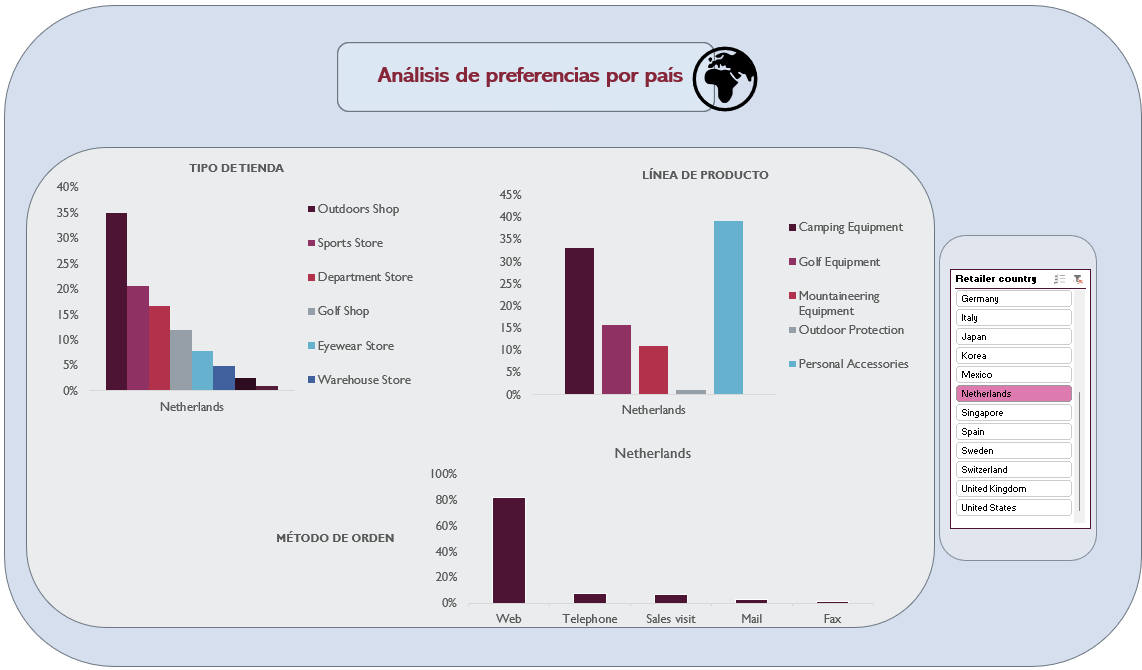 Análisis de preferencias por país
TIPO DE TIENDA
40%
35%
30%
25%
20%
15%
10%
5%
0%
Netherlands
Outdoors Shop
Sports Store
Department Store
Golf Shop
Eyewear Store
Warehouse Store
LÍNEA DE PRODUCTO
45%
40%
35%
30%
25%
20%
15%
10%
5%
0%
Netherlands
Camping Equipment
Golf Equipment
Mountaineering
Equipment
Outdoor Protection
Personal Accessories
Retailer country
Germany
Italy
Japan
Korea
Mexico
Netherlands
Singapore
Spain
Sweden
Switzerland
United Kingdom
United States
MÉTODO DE ORDEN
Netherlands
100%
80%
60%
40%
20%
0%
Web Telephone Sales visit Mail Fax